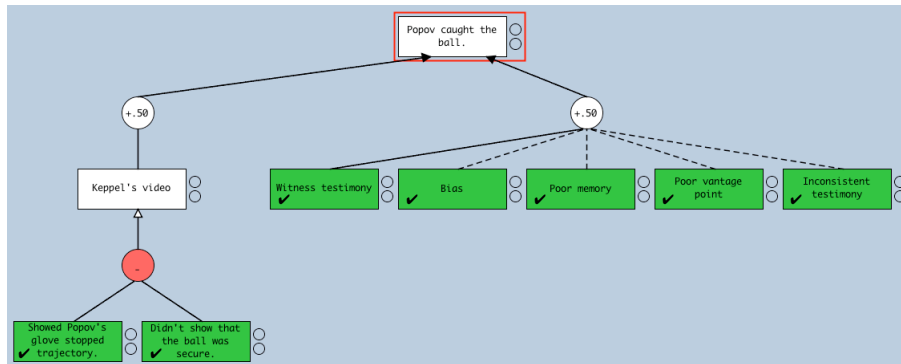 Popov caught the
ball.
+.50
+.50
Keppel's video
Witness testimony
Bias
Poor memory
Poor vantage
point
Inconsistent
testimony
-
Showed Popov's
glove stopped
trajectory.
Didn't show that
the ball was
secure.